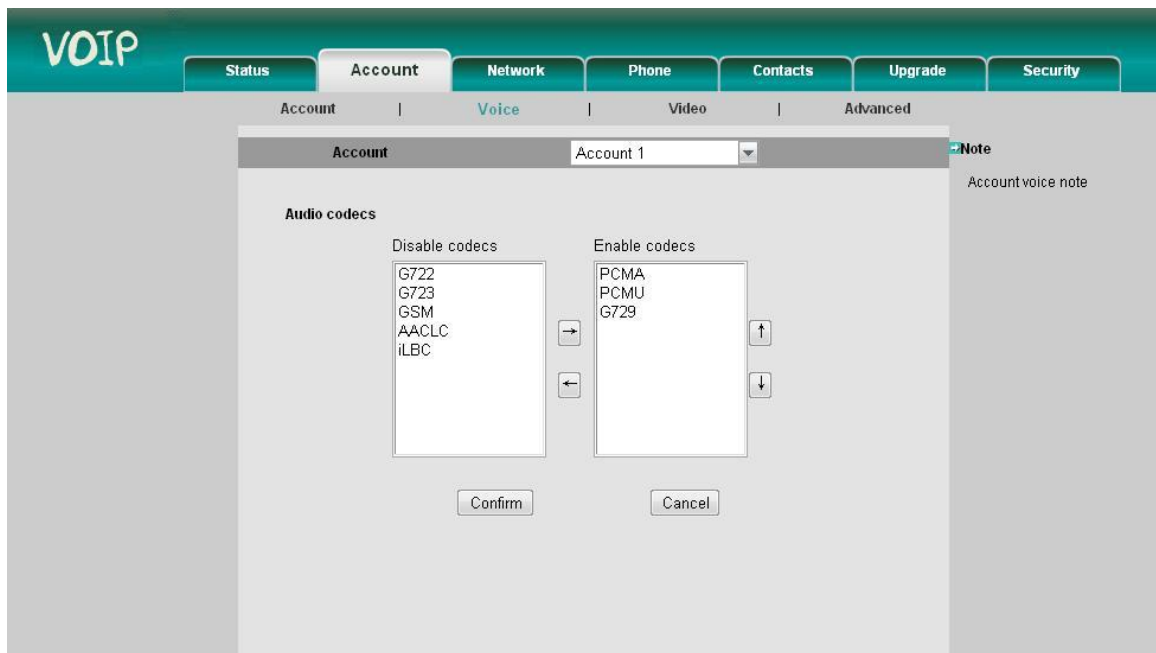 VOIP
Status Account Network Phone Contacts Upgrade Security
Account | Voice | Video | Advanced
Account Account 1
Note
Account voice note
Audio codecs
Disable codecs Enable codecs
G722 PCMA
G723 PCMU
GSM G729
AACLC
iLBC
→ ↑
← ↓
Confirm Cancel